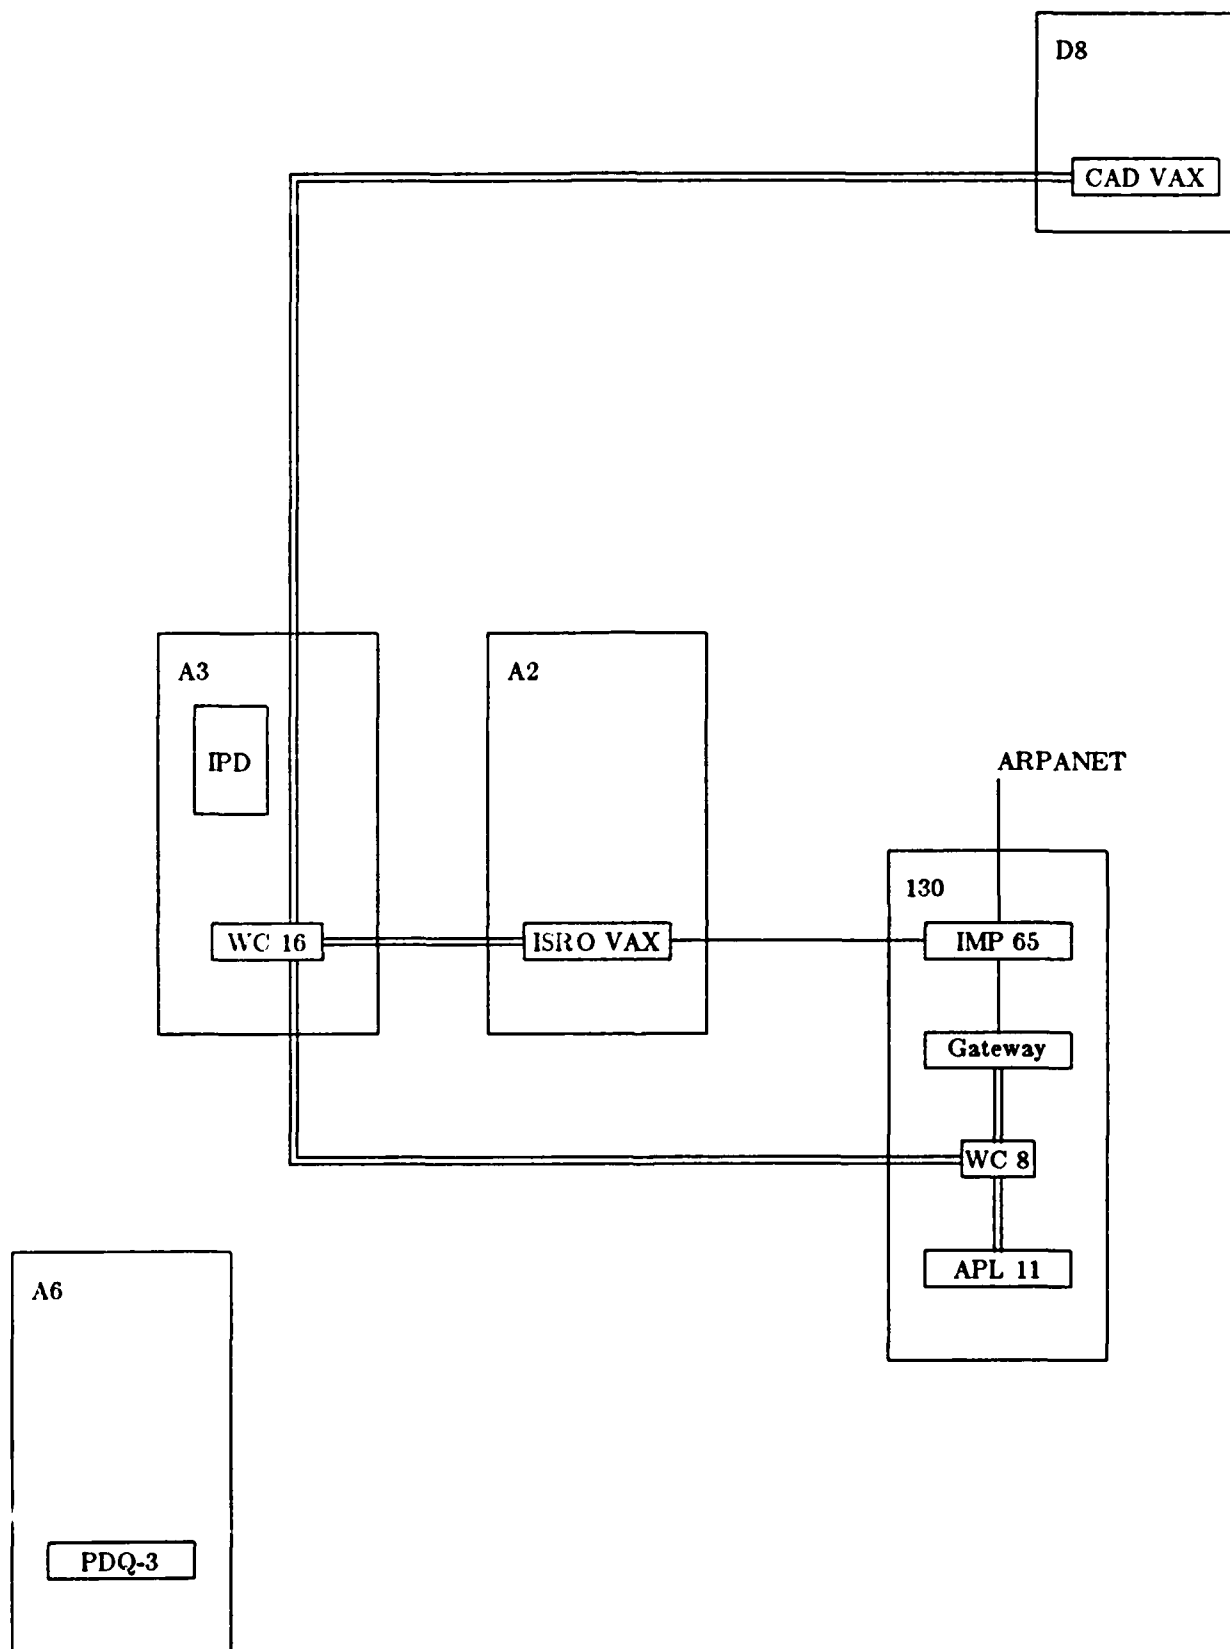 D8
CAD VAX
A3
A2
IPD
ARPANET
130
WC 16
ISRO VAX
IMP 65
Gateway
WC 8
APL 11
A6
PDQ-3